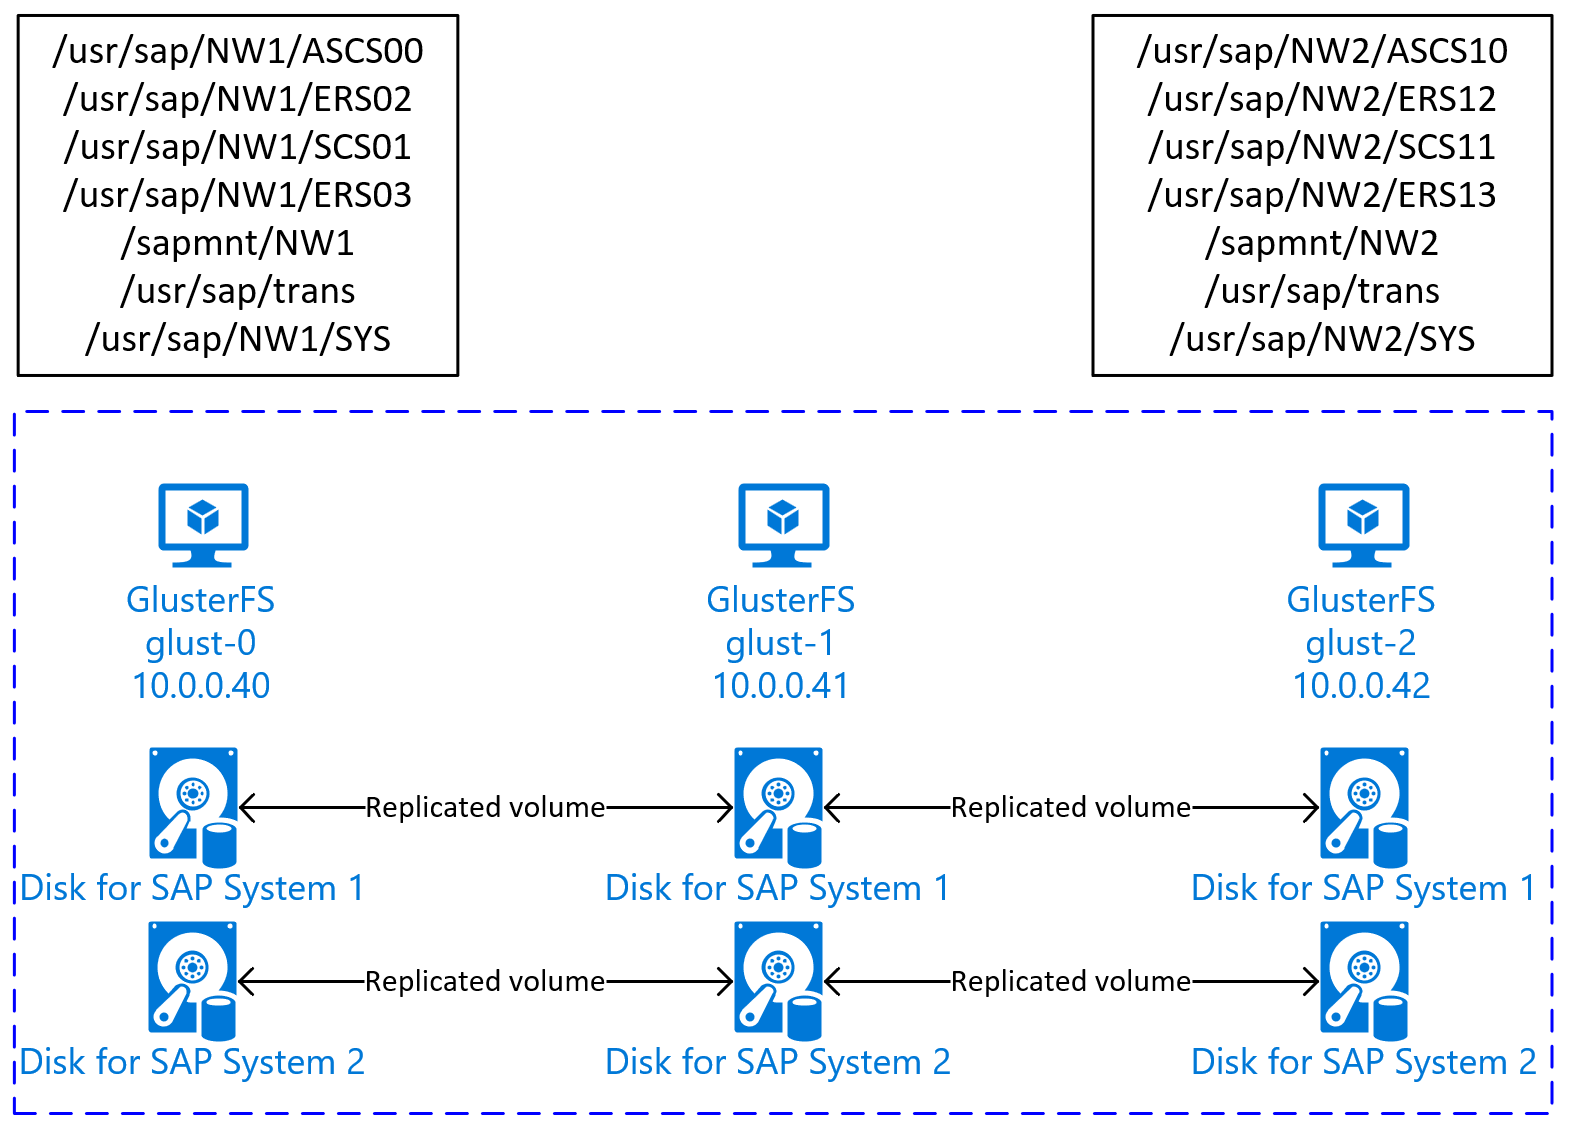 /usr/sap/NW1/ASCS00
/usr/sap/NW1/ERS02
/usr/sap/NW1/SCS01
/usr/sap/NW1/ERS03
/sapmnt/NW1
/usr/sap/trans
/usr/sap/NW1/SYS
/usr/sap/NW2/ASCS10
/usr/sap/NW2/ERS12
/usr/sap/NW2/SCS11
/usr/sap/NW2/ERS13
/sapmnt/NW2
/usr/sap/trans
/usr/sap/NW2/SYS
GlusterFS
glust-0
10.0.0.40
GlusterFS
glust-1
10.0.0.41
GlusterFS
glust-2
10.0.0.42
Replicated volume
Replicated volume
Disk for SAP System 1
Disk for SAP System 1
Disk for SAP System 1
Replicated volume
Replicated volume
Disk for SAP System 2
Disk for SAP System 2
Disk for SAP System 2